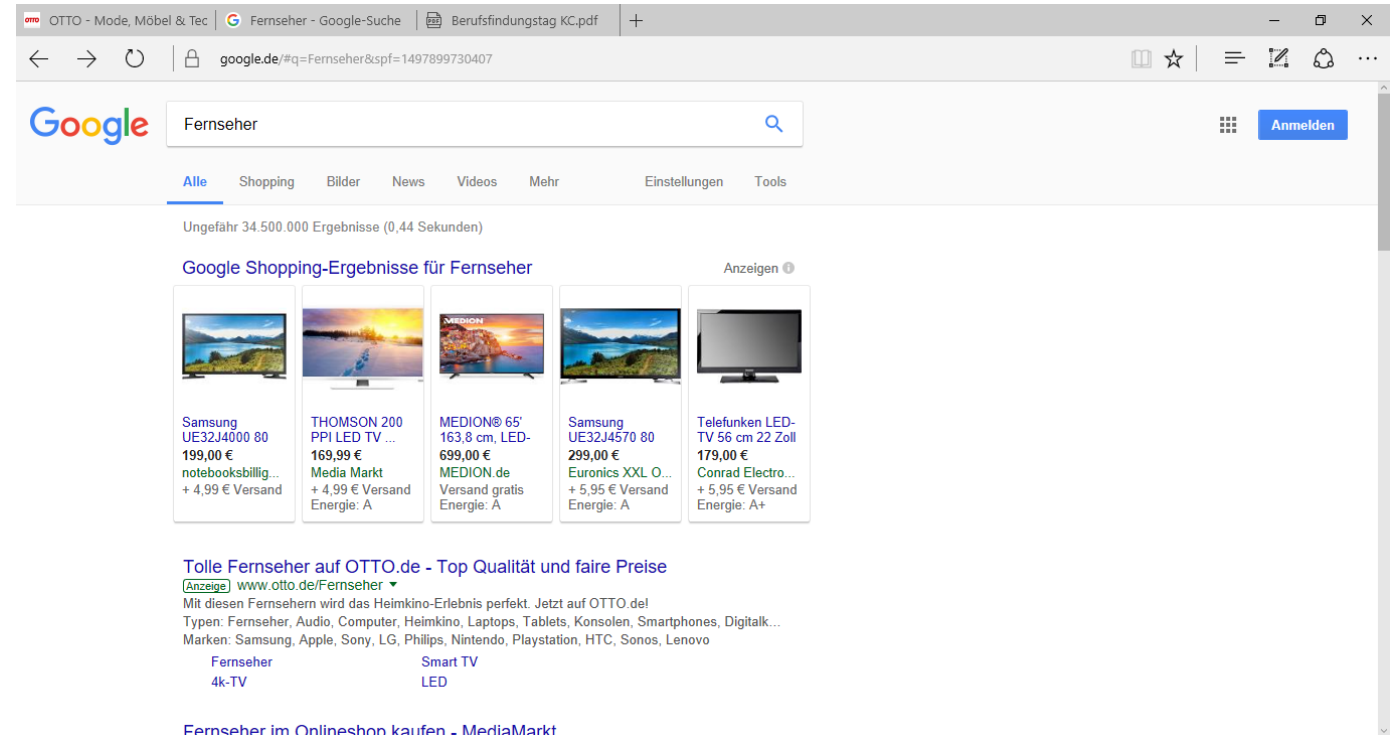 OTTO - Mode, Möbel & Tec
Fernseher - Google-Suche
Berufsfindungstag KC.pdf
google.de/#q=Fernseher&spf=1497899730407
Google
Fernseher
Anmelden
Alle Shopping Bilder News Videos Mehr Einstellungen Tools
Ungefähr 34.500.000 Ergebnisse (0,44 Sekunden)
Google Shopping-Ergebnisse für Fernseher
Anzeigen
Samsung
UE32J4000 80
199,00 €
notebooksbillig...
+ 4,99 € Versand
THOMSON 200
PPI LED TV ...
169,99 €
Media Markt
+ 4,99 € Versand
Energie: A
MEDION
MEDION® 65'
163,8 cm, LED-
699,00 €
MEDION.de
Versand gratis
Energie: A
Samsung
UE32J4570 80
299,00 €
Euronics XXL O...
+ 5,95 € Versand
Energie: A
Telefunken LED-
TV 56 cm 22 Zoll
179,00 €
Conrad Electro...
+ 5,95 € Versand
Energie: A+
Tolle Fernseher auf OTTO.de - Top Qualität und faire Preise
Anzeige www.otto.de/Fernseher
Mit diesen Fernsehern wird das Heimkino-Erlebnis perfekt. Jetzt auf OTTO.de!
Typen: Fernseher, Audio, Computer, Heimkino, Laptops, Tablets, Konsolen, Smartphones, Digitalk...
Marken: Samsung, Apple, Sony, LG, Philips, Nintendo, Playstation, HTC, Sonos, Lenovo
Fernseher Smart TV
4k-TV LED
Fernseher im Onlineshop kaufen - MediaMarkt